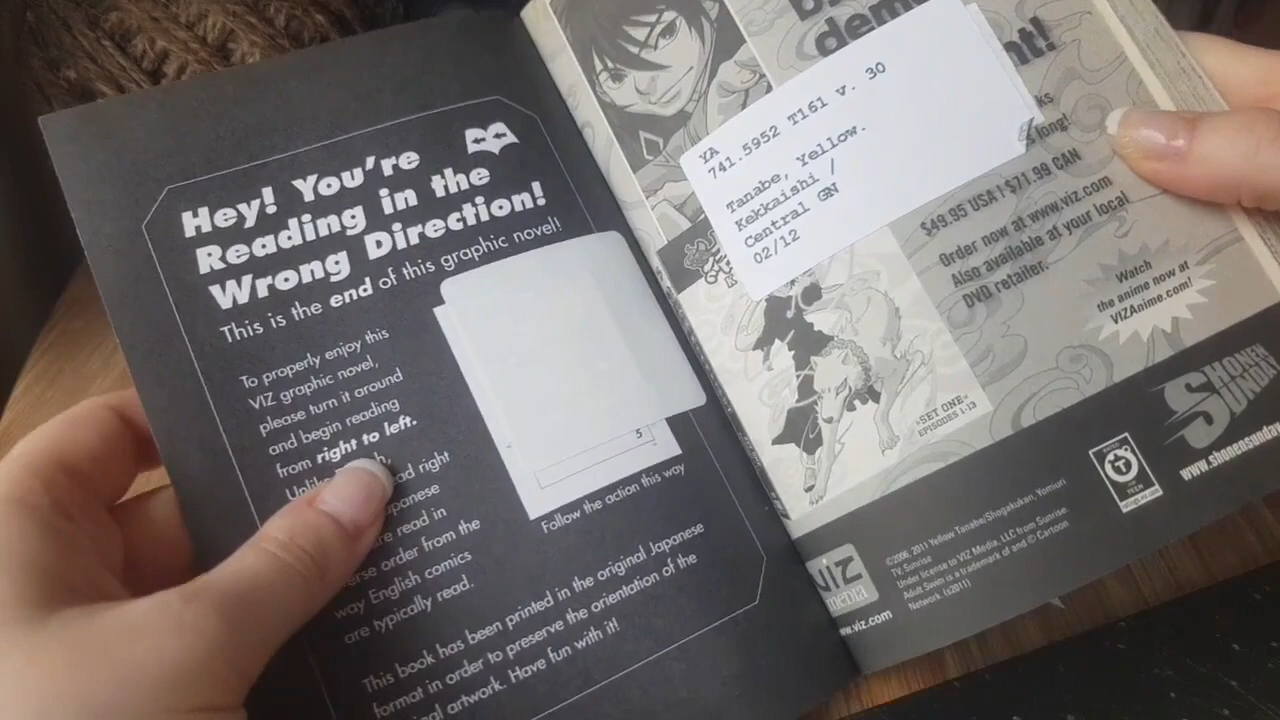 Hey! You're
Reading in the
Wrong Direction!
This is the end of this graphic novel!
To properly enjoy this
VIZ graphic novel,
please turn it around
and begin reading
from right to left.
read in
order from the
way English comics
are typically read.
5
Follow the action this way
This book has been printed in the original Japanese
format in order to preserve the orientation of the
artwork. Have fun with it!
YA
741.5952 T161 v. 30
Tanabe, Yellow.
Kekkaishi /
Central GN
02/12
long!
$49.95 USA | $71.99 CAN
Order now at www.viz.com
Also available at your local
DVD retailer.
Watch
the anime now at
VIZAnime.com!
»SET ONE«
EPISODES 1-13
SHONEN
SUNDAY
www.shonensunday
RATED
T
TEEN
VIZ
media
www.viz.com
©2006, 2011 Yellow Tanabe/Shogakukan, Yomiuri
TV, Sunrise
Under license to VIZ Media, LLC from Sunrise.
Adult Swim is a trademark of and © Cartoon
Network. (s2011)